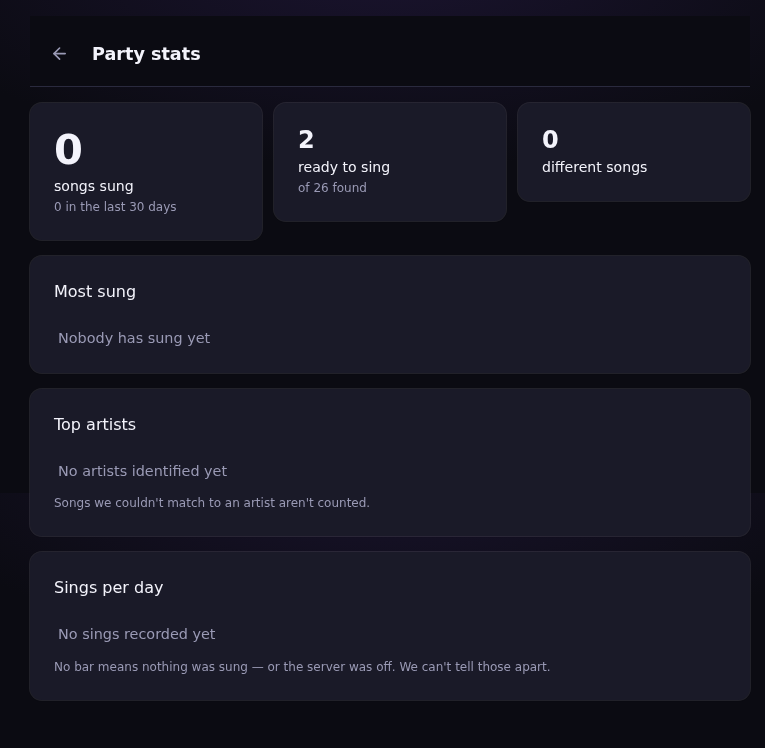 Party stats
0
songs sung
0 in the last 30 days
2
ready to sing
of 26 found
0
different songs
Most sung
Nobody has sung yet
Top artists
No artists identified yet
Songs we couldn't match to an artist aren't counted.
Sings per day
No sings recorded yet
No bar means nothing was sung — or the server was off. We can't tell those apart.